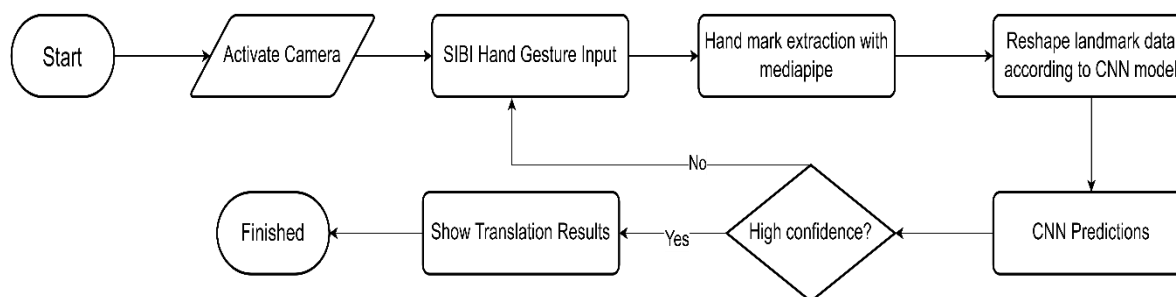 Start
Activate Camera
SIBI Hand Gesture Input
Hand mark extraction with
mediapipe
Reshape landmark data
according to CNN model
No
Finished
Show Translation Results
Yes
High confidence?
CNN Predictions